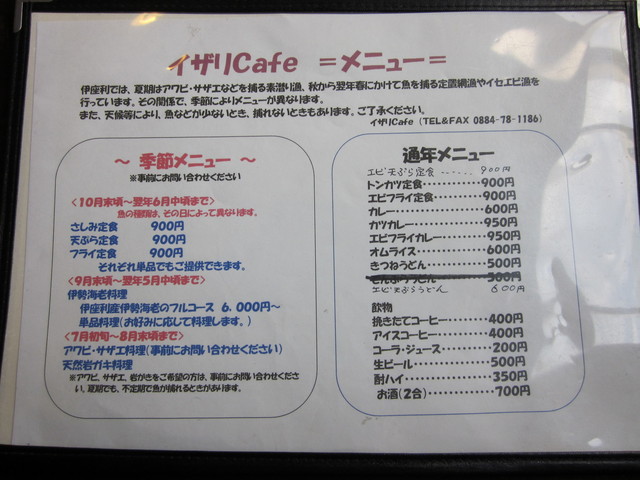 イザリCafe ＝メニュー＝
伊座利では、夏期はアワビ・サザエなどを捕る素潜り漁、秋から翌年春にかけて魚を捕る定置網漁やイセエビ漁を
行っています。その関係で、季節によりメニューが異なります。
また、天候等により、魚などが少ないとき、捕れないときもあります。ご了承ください。
イザリCafe（TEL&FAX 0884-78-1186）
～ 季節メニュー ～
※事前にお問い合わせください
＜10月末頃～翌年6月中頃まで＞
魚の種類は、その日によって異なります。
さしみ定食 900円
天ぷら定食 900円
フライ定食 900円
それぞれ単品でもご提供できます。
＜9月末頃～翌年5月中頃まで＞
伊勢海老料理
伊座利産伊勢海老のフルコース 6,000円～
単品料理（お好みに応じて料理します。）
＜7月初旬～8月末頃まで＞
アワビ・サザエ料理（事前にお問い合わせください）
天然岩ガキ料理
※アワビ、サザエ、岩がきをご希望の方は、事前にお問い合わせくださ
い。夏期でも、不定期で魚が捕れるときがあります。
通年メニュー
エビ天ぷら定食 ‥‥‥ 900円
トンカツ定食‥‥‥‥‥900円
エビフライ定食‥‥‥‥900円
カレー‥‥‥‥‥‥‥‥600円
カツカレー‥‥‥‥‥‥950円
エビフライカレー‥‥‥950円
オムライス‥‥‥‥‥‥600円
きつねうどん‥‥‥‥‥500円
500円
エビ天ぷらうどん 600円
飲物
挽きたてコーヒー‥‥‥400円
アイスコーヒー‥‥‥‥400円
コーラ・ジュース‥‥‥200円
生ビール‥‥‥‥‥‥‥500円
酎ハイ‥‥‥‥‥‥‥‥350円
お酒（2合）‥‥‥‥‥‥700円